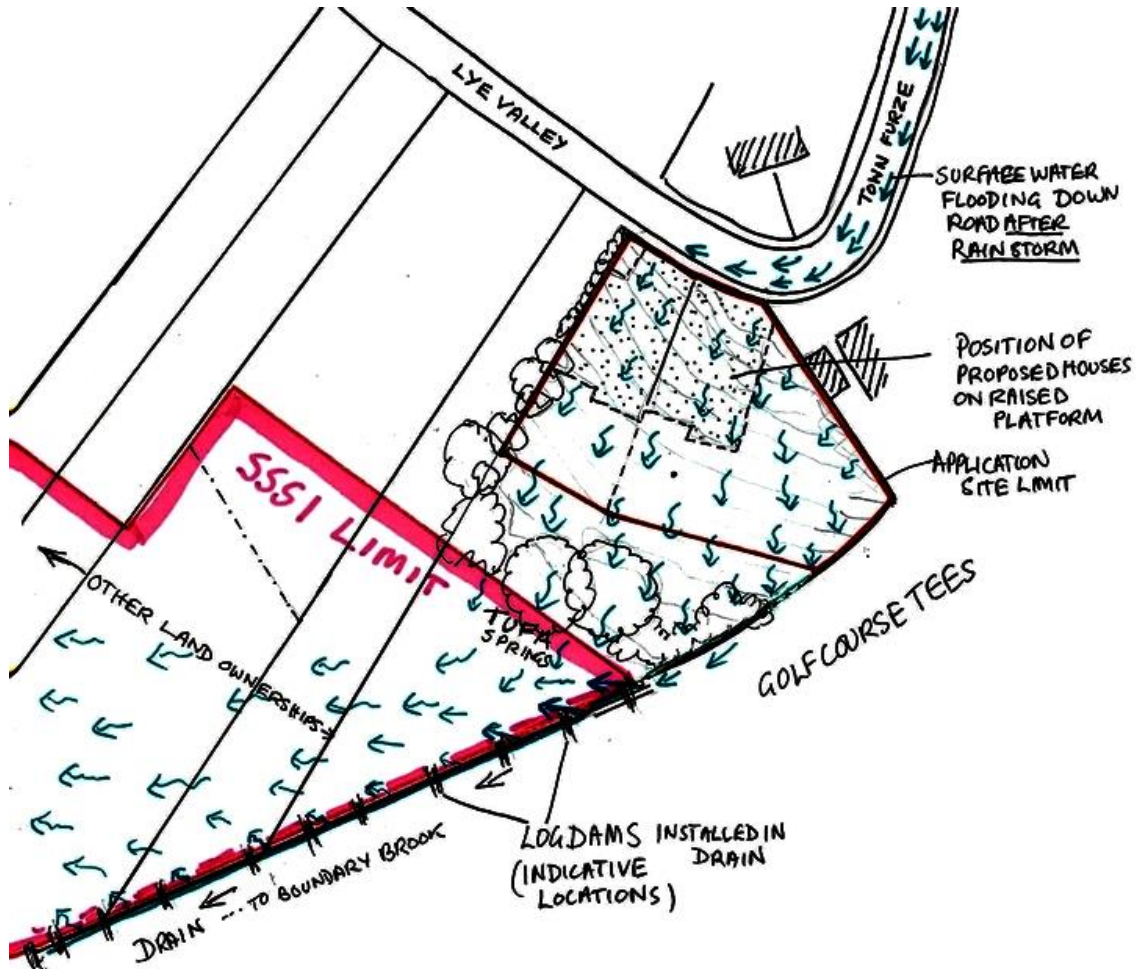 LYE VALLEY
TOWN FURZE
SURFACE WATER
FLOODING DOWN
ROAD AFTER
RAIN STORM
POSITION OF
PROPOSED HOUSES
ON RAISED
PLATFORM
APPLICATION
SITE LIMIT
SSSI LIMIT
TUFA
SPRINGS
GOLF COURSE TEES
OTHER LAND OWNERSHIPS
LOG DAMS INSTALLED IN
DRAIN
(INDICATIVE
LOCATIONS)
DRAIN .... TO BOUNDARY BROOK